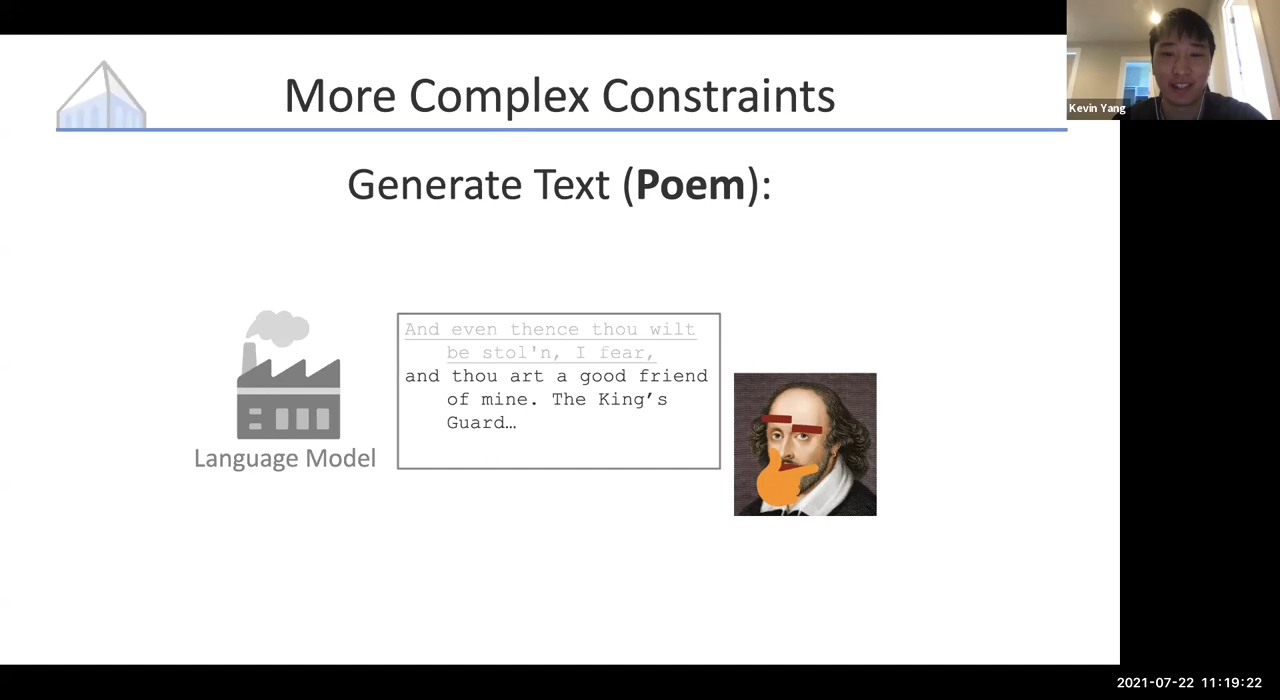 More Complex Constraints
Kevin Yang
Generate Text (Poem):
And even thence thou wilt
be stol'n, I fear,
and thou art a good friend
of mine. The King’s
Guard…
Language Model
2021-07-22 11:19:22